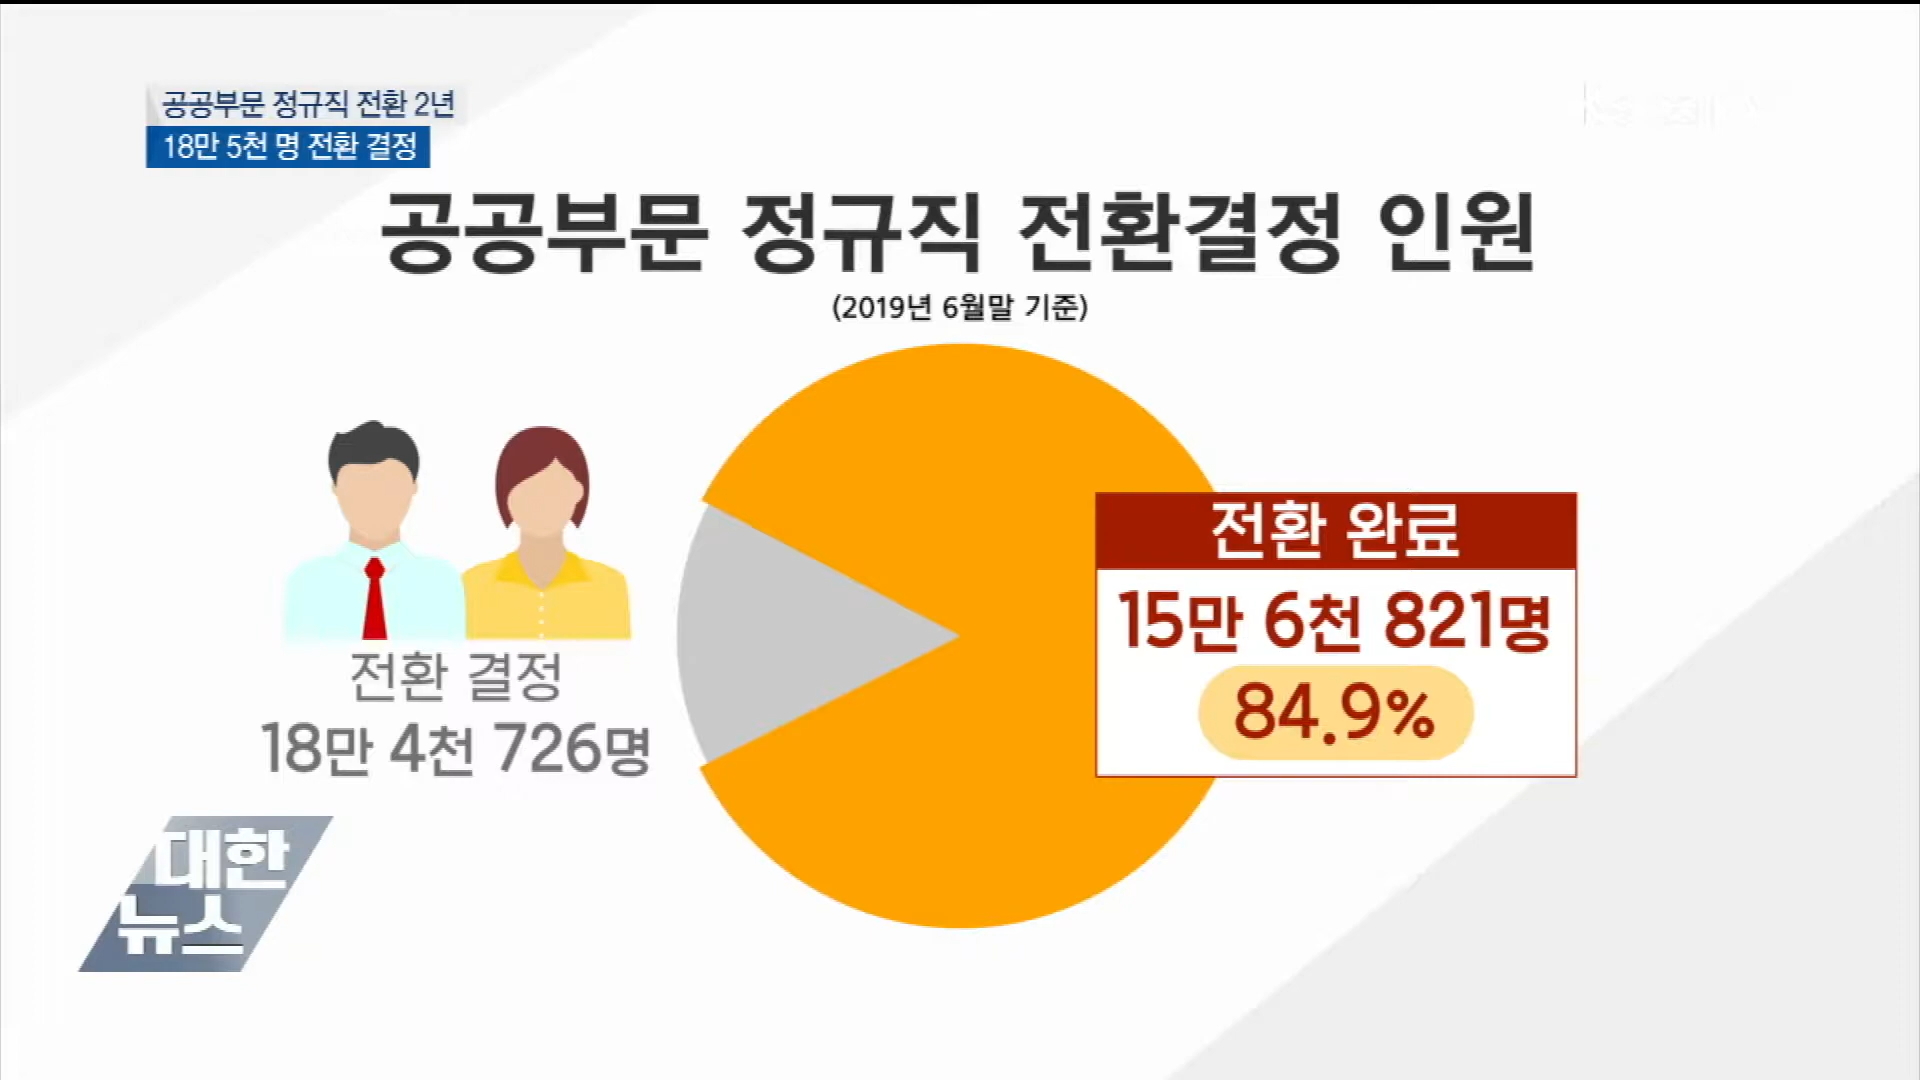 공공부문 정규직 전환 2년
18만 5천 명 전환 결정
공공부문 정규직 전환결정 인원
(2019년 6월말 기준)
전환 완료
15만 6천 821명
84.9%
전환 결정
18만 4천 726명
대한
뉴스